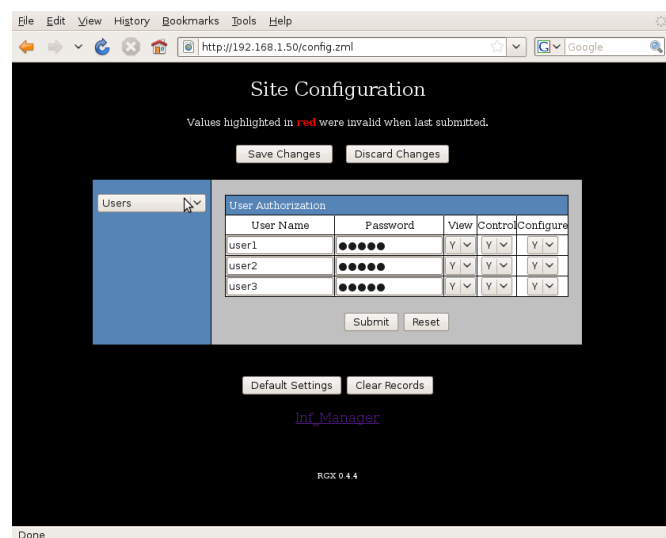 File Edit View History Bookmarks Tools Help
http://192.168.1.50/config.zml G Google
Site Configuration
Values highlighted in red were invalid when last submitted.
Save Changes Discard Changes
Users
User Authorization
User Name Password View Control Configure
user1 ●●●●● Y Y Y
user2 ●●●●● Y Y Y
user3 ●●●●● Y Y Y
Submit Reset
Default Settings Clear Records
Inf_Manager
RGX 0.4.4
Done